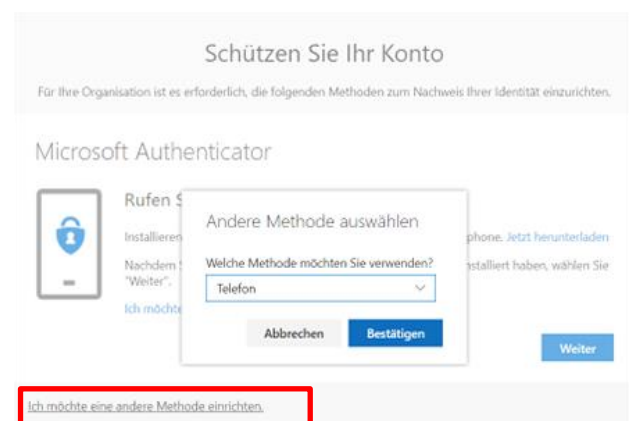 Schützen Sie Ihr Konto
Für Ihre Organisation ist es erforderlich, die folgenden Methoden zum Nachweis Ihrer Identität einzurichten.
Microsoft Authenticator
Rufen S
Installieren
phone. Jetzt herunterladen
Nachdem S
nstalliert haben, wählen Sie
"Weiter".
Ich möchte
Andere Methode auswählen
Welche Methode möchten Sie verwenden?
Telefon
Abbrechen Bestätigen
Weiter
Ich möchte eine andere Methode einrichten.